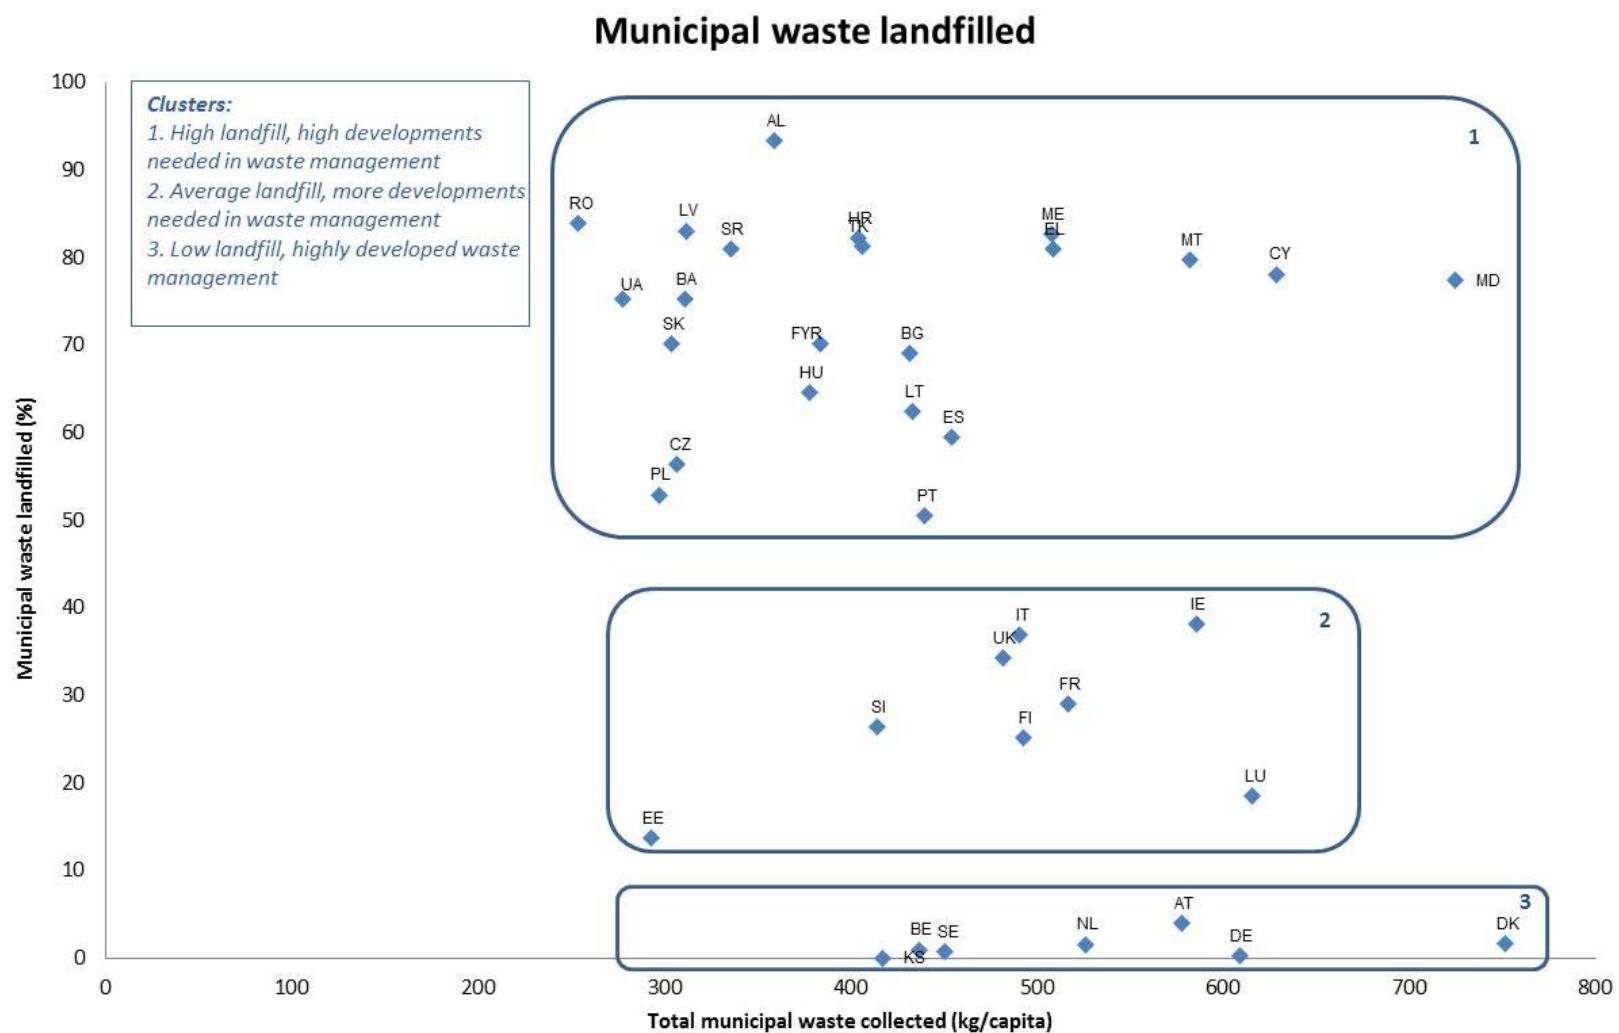 Municipal waste landfilled
Clusters:
1. High landfill, high developments
needed in waste management
2. Average landfill, more developments
needed in waste management
3. Low landfill, highly developed waste
management
Municipal waste landfilled (%)
100
90
80
70
60
50
40
30
20
10
0
1
AL
RO
LV
SR
HR
TK
ME
EL
MT
CY
MD
UA
BA
SK
FYR
BG
HU
LT
ES
CZ
PL
PT
2
IE
IT
UK
FR
SI
FI
LU
EE
3
AT
DK
NL
BE
SE
DE
KS
0
100
200
300
400
500
600
700
800
Total municipal waste collected (kg/capita)